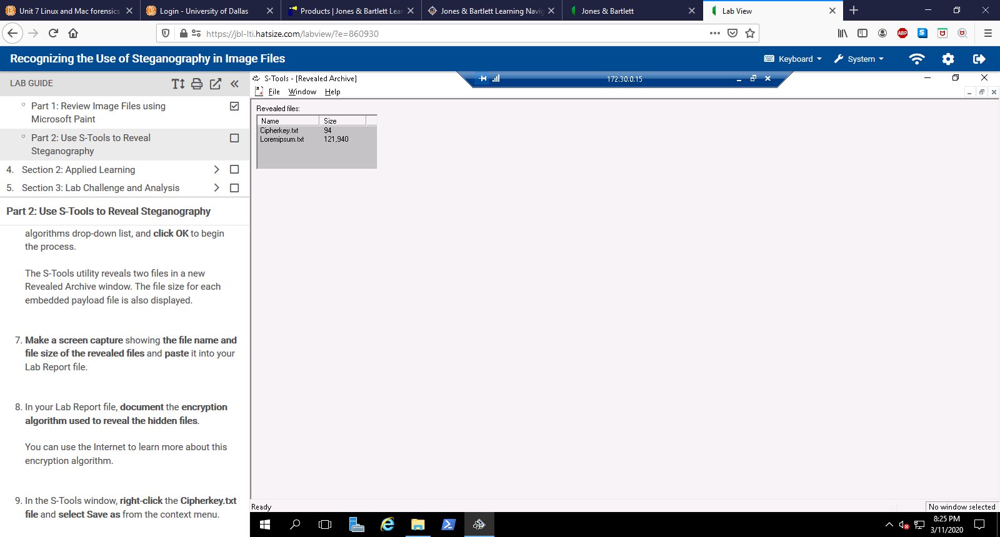 Unit 7 Linux and Mac forensics
Login - University of Dallas
Products | Jones & Bartlett Lear
Jones & Bartlett Learning Navig
Jones & Bartlett
Lab View
https://jbl-lti.hatsize.com/labview/?e=860930
ABP
S
Recognizing the Use of Steganography in Image Files
Keyboard
System
LAB GUIDE
Part 1: Review Image Files using
Microsoft Paint
Part 2: Use S-Tools to Reveal
Steganography
4. Section 2: Applied Learning
5. Section 3: Lab Challenge and Analysis
Part 2: Use S-Tools to Reveal Steganography
algorithms drop-down list, and click OK to begin
the process.
The S-Tools utility reveals two files in a new
Revealed Archive window. The file size for each
embedded payload file is also displayed.
7. Make a screen capture showing the file name and
file size of the revealed files and paste it into your
Lab Report file.
8. In your Lab Report file, document the encryption
algorithm used to reveal the hidden files.
You can use the Internet to learn more about this
encryption algorithm.
9. In the S-Tools window, right-click the Cipherkey.txt
file and select Save as from the context menu.
S-Tools - [Revealed Archive]
172.30.0.15
File Window Help
Revealed files:
Name Size
Cipherkey.txt 94
Loremipsum.txt 121,940
Ready
No window selected
8:25 PM
3/11/2020